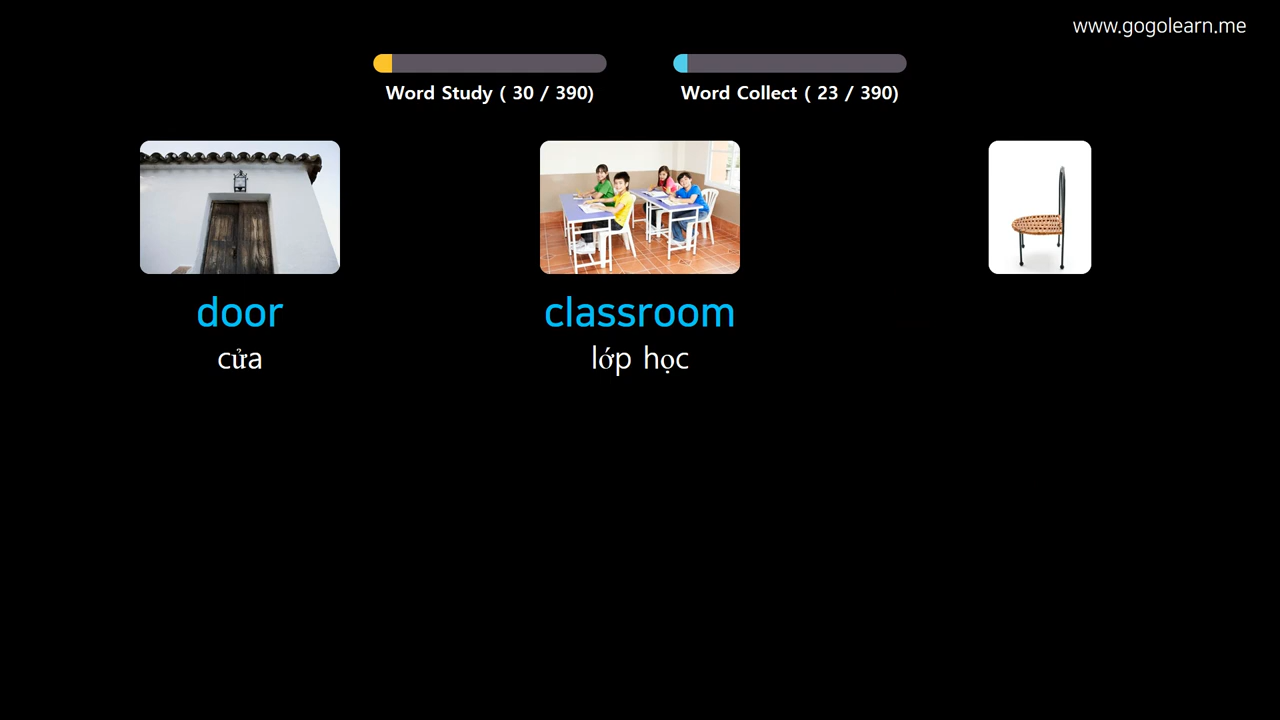 www.gogolearn.me
Word Study ( 30 / 390)
Word Collect ( 23 / 390)
door
cửa
classroom
lớp học